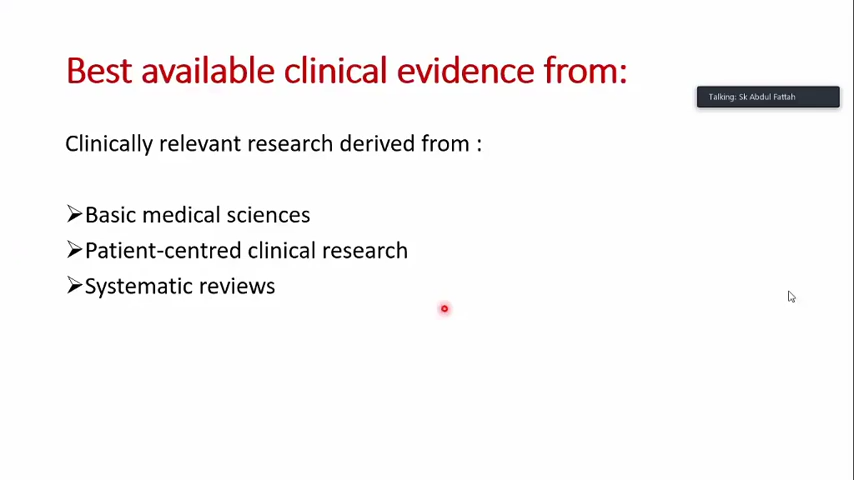 Best available clinical evidence from:
Talking: Sk Abdul Fattah
Clinically relevant research derived from :
➢Basic medical sciences
➢Patient-centred clinical research
➢Systematic reviews